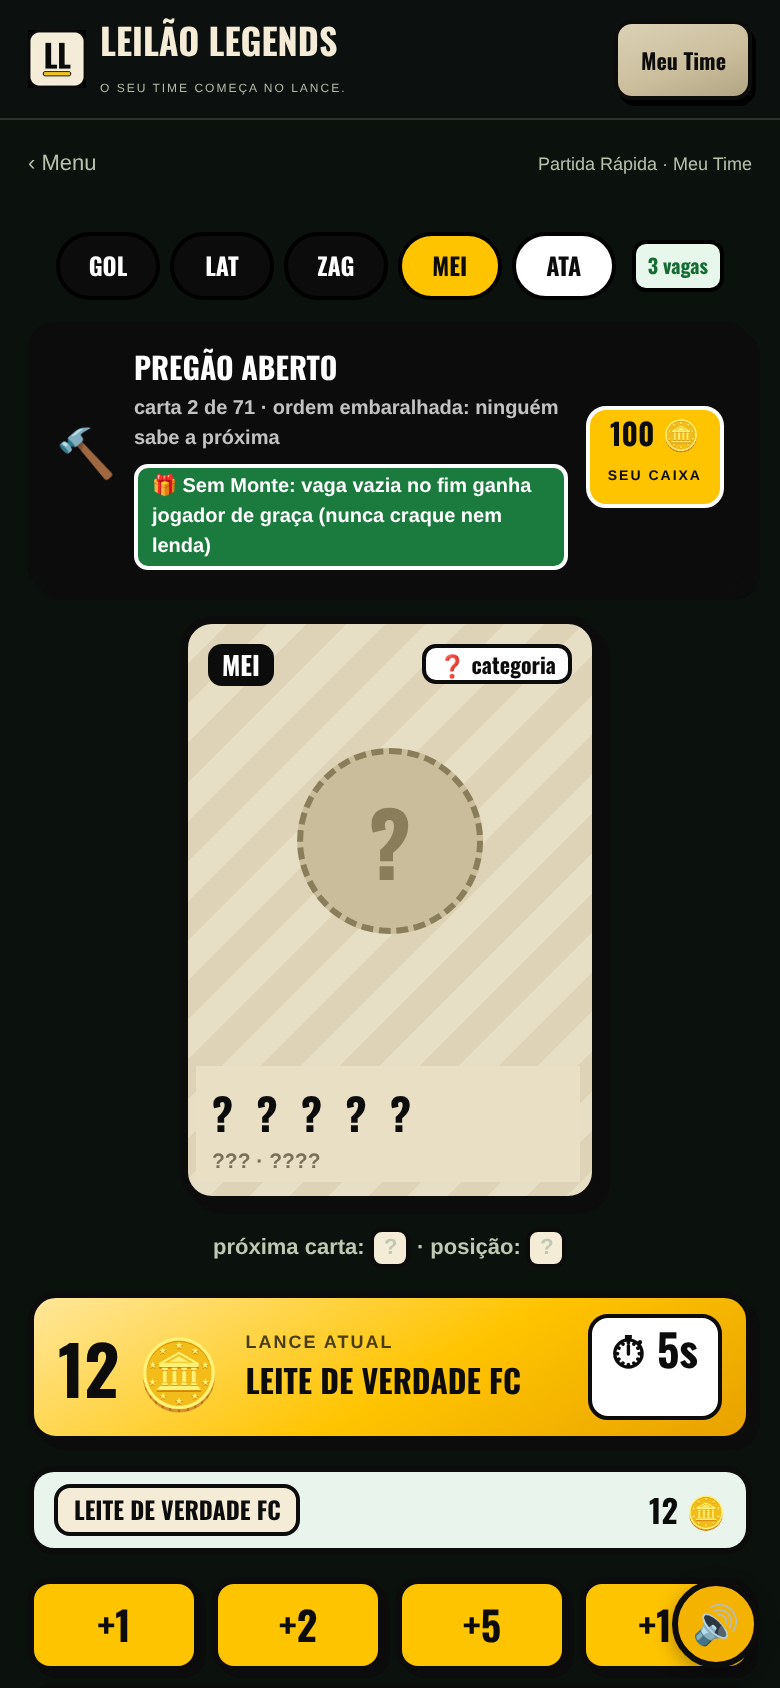 LL
LEILÃO LEGENDS
O SEU TIME COMEÇA NO LANCE.
Meu Time
‹ Menu
Partida Rápida · Meu Time
GOL LAT ZAG MEI ATA 3 vagas
PREGÃO ABERTO
carta 2 de 71 · ordem embaralhada: ninguém
sabe a próxima
🎁 Sem Monte: vaga vazia no fim ganha
jogador de graça (nunca craque nem
lenda)
100 🪙
SEU CAIXA
MEI
❓ categoria
?
? ? ? ? ?
??? · ????
próxima carta: ? · posição: ?
12 🪙
LANCE ATUAL
LEITE DE VERDADE FC
⏱ 5s
LEITE DE VERDADE FC
12 🪙
+1 +2 +5